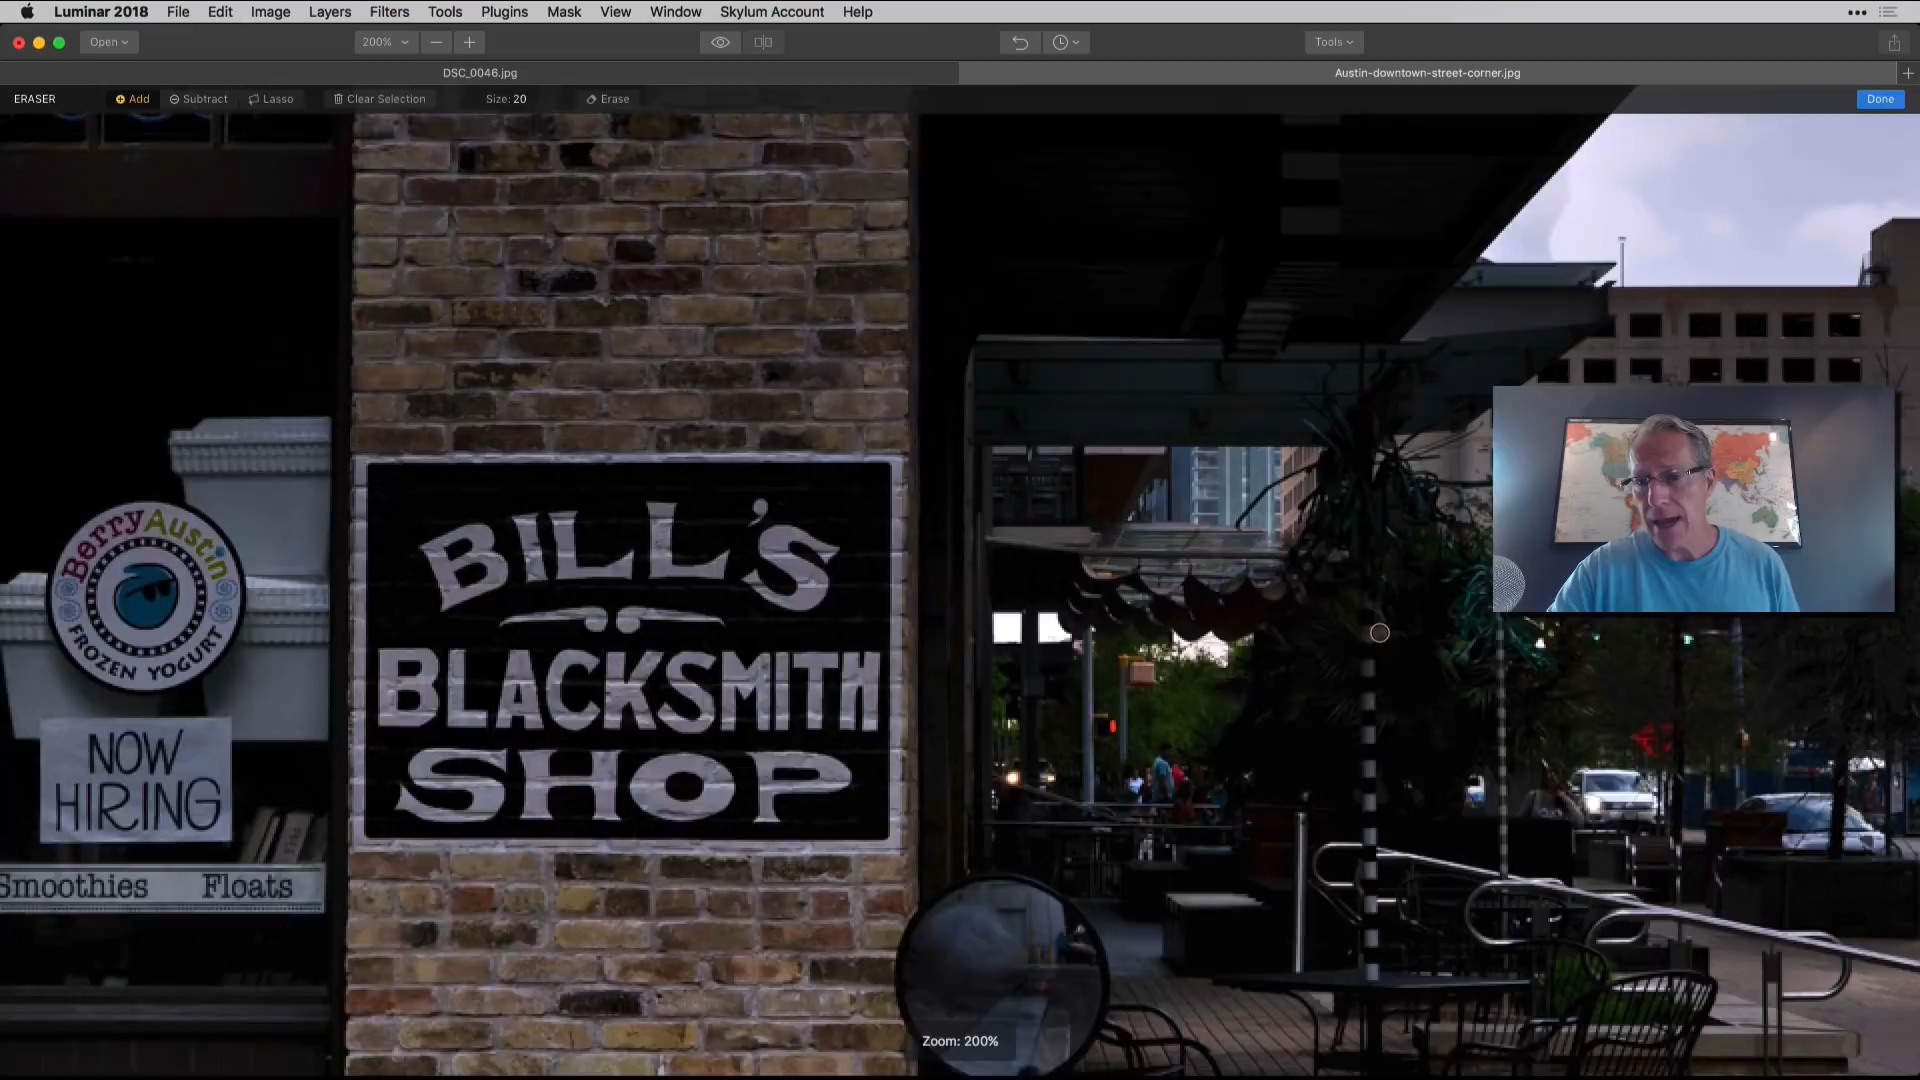 Luminar 2018 File Edit Image Layers Filters Tools Plugins Mask View Window Skylum Account Help
Open 200% Tools
DSC_0046.jpg Austin-downtown-street-corner.jpg
ERASER Add Subtract Lasso Clear Selection Size: 20 Erase Done
BILL'S
BLACKSMITH
SHOP
BerryAustin
FROZEN YOGURT
NOW
HIRING
Smoothies Floats
Zoom: 200%